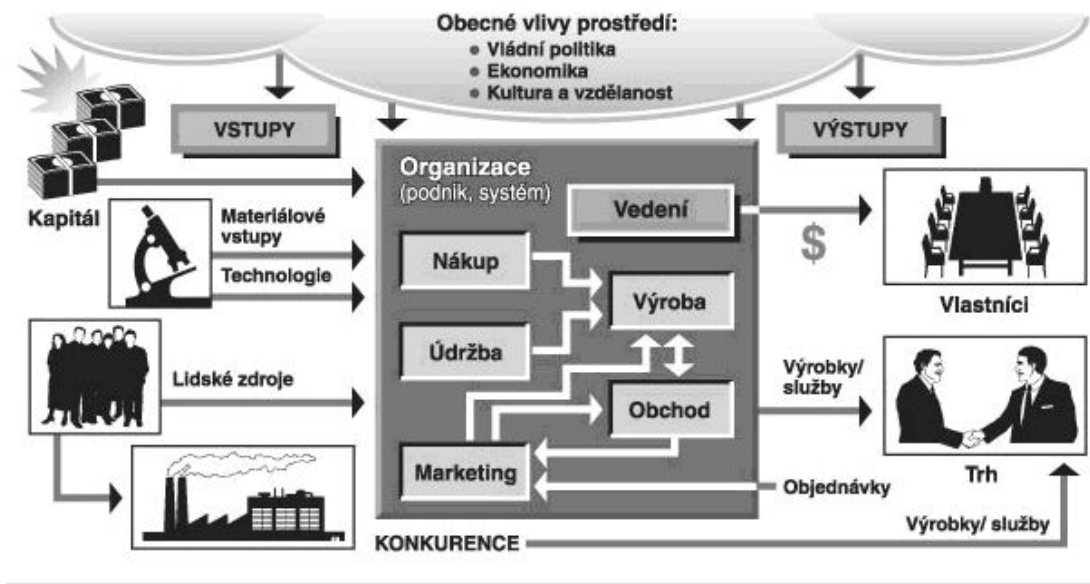 Obecné vlivy prostředí:
• Vládní politika
• Ekonomika
• Kultura a vzdělanost
VSTUPY
VÝSTUPY
Kapitál
Materiálové
vstupy
Technologie
Lidské zdroje
Organizace
(podnik, systém)
Vedení
Nákup
Výroba
Údržba
Obchod
Marketing
$
Vlastníci
Výrobky/
služby
Trh
Objednávky
KONKURENCE
Výrobky/ služby